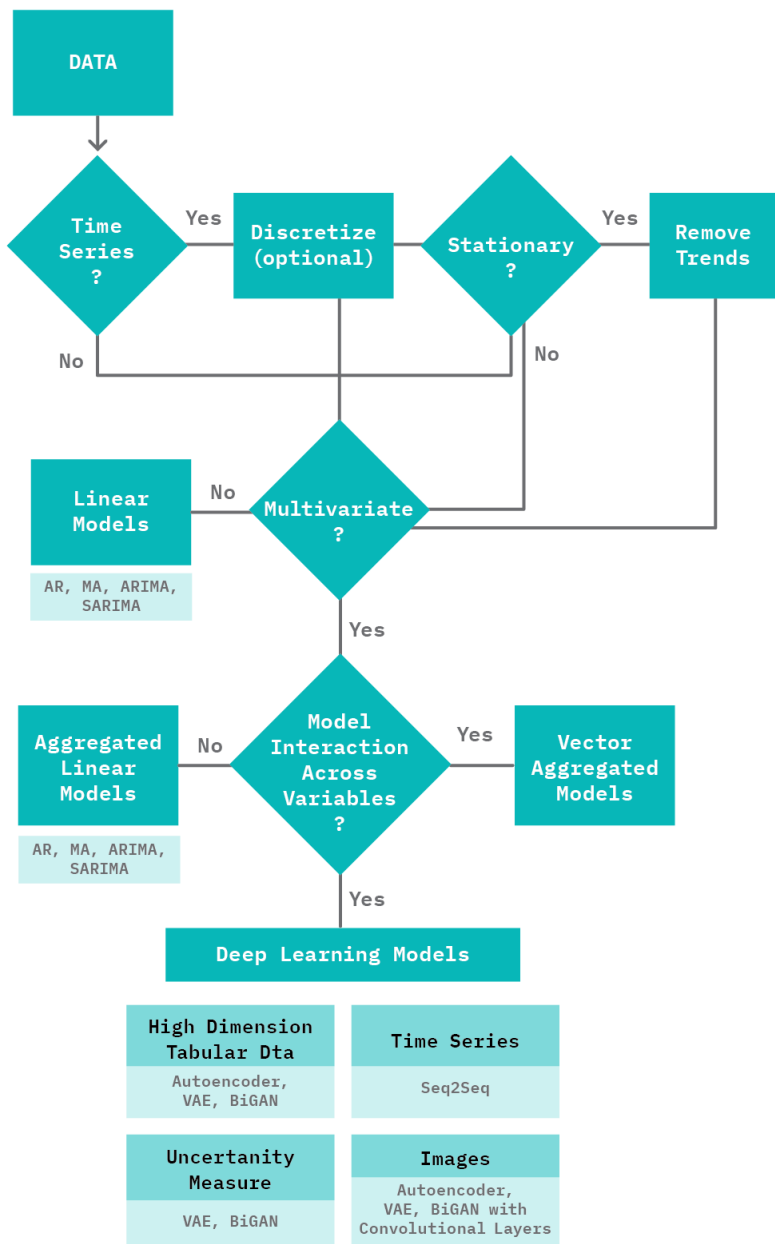 DATA
Time
Series
?
Yes
Discretize
(optional)
Stationary
?
Yes
Remove
Trends
No
No
Linear
Models
No
Multivariate
?
AR, MA, ARIMA,
SARIMA
Yes
Aggregated
Linear
Models
No
Model
Interaction
Across
Variables
?
Yes
Vector
Aggregated
Models
AR, MA, ARIMA,
SARIMA
Yes
Deep Learning Models
High Dimension
Tabular Dta
Autoencoder,
VAE, BiGAN
Time Series
Seq2Seq
Uncertanity
Measure
VAE, BiGAN
Images
Autoencoder,
VAE, BiGAN with
Convolutional Layers